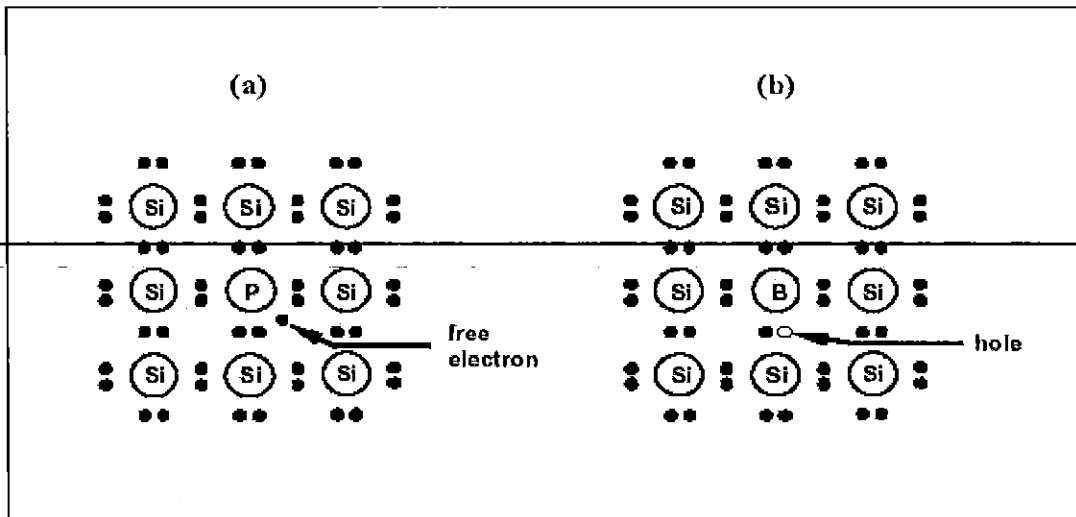 (a) (b)
Si Si Si Si Si Si
Si P Si Si B Si
free
electron
hole
Si Si Si Si Si Si